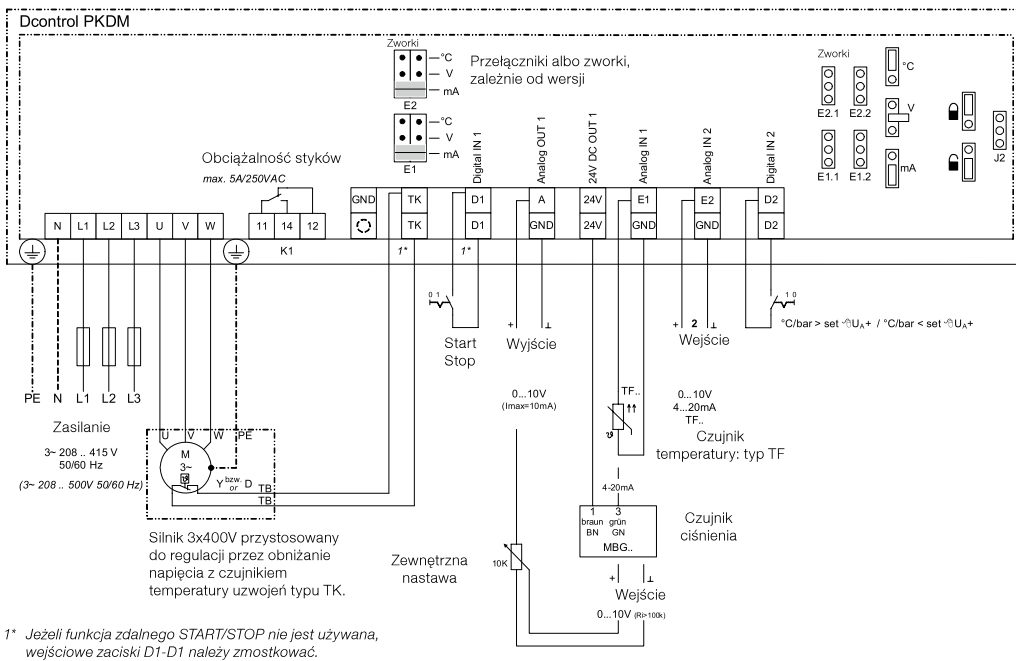 Dcontrol PKDM
Zworki
°C
V
mA
E2
°C
V
mA
E1
Przełączniki albo zworki,
zależnie od wersji
Zworki
E2.1 E2.2
E1.1 E1.2
°C
V
mA
J2
Obciążalność styków
max. 5A/250VAC
Digital IN 1
Analog OUT 1
24V DC OUT 1
Analog IN 1
Analog IN 2
Digital IN 2
GND TK D1 A 24V E1 E2 D2
N L1 L2 L3 U V W
11 14 12
TK D1 GND 24V GND GND D2
K1
1*
1*
0 1
Start
Stop
+ ⊥
Wyjście
+ 2 ⊥
Wejście
1 0
°C/bar > set UA+ / °C/bar < set UA+
PE N L1 L2 L3
Zasilanie
3~ 208 .. 415 V
50/60 Hz
(3~ 208 .. 500V 50/60 Hz)
U V W PE
M
3~
Y bzw. or D
TB
TB
Silnik 3x400V przystosowany
do regulacji przez obniżanie
napięcia z czujnikiem
temperatury uzwojeń typu TK.
0...10V
(Imax=10mA)
TF..
ϑ
0...10V
4...20mA
TF..
Czujnik
temperatury: typ TF
4-20mA
1 3
braun grün
BN GN
MBG..
Czujnik
ciśnienia
Zewnętrzna
nastawa
10K
+ ⊥
Wejście
0...10V (Ri>100k)
1* Jeżeli funkcja zdalnego START/STOP nie jest używana,
wejściowe zaciski D1-D1 należy zmostkować.